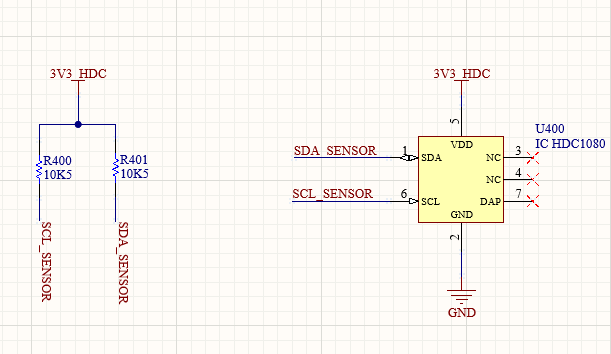 3V3_HDC
R400
10K5
R401
10K5
SCL_SENSOR
SDA_SENSOR
3V3_HDC
5
VDD
U400
IC HDC1080
SDA_SENSOR
1
SDA
NC
3
NC
4
SCL_SENSOR
6
SCL
DAP
7
GND
2
GND